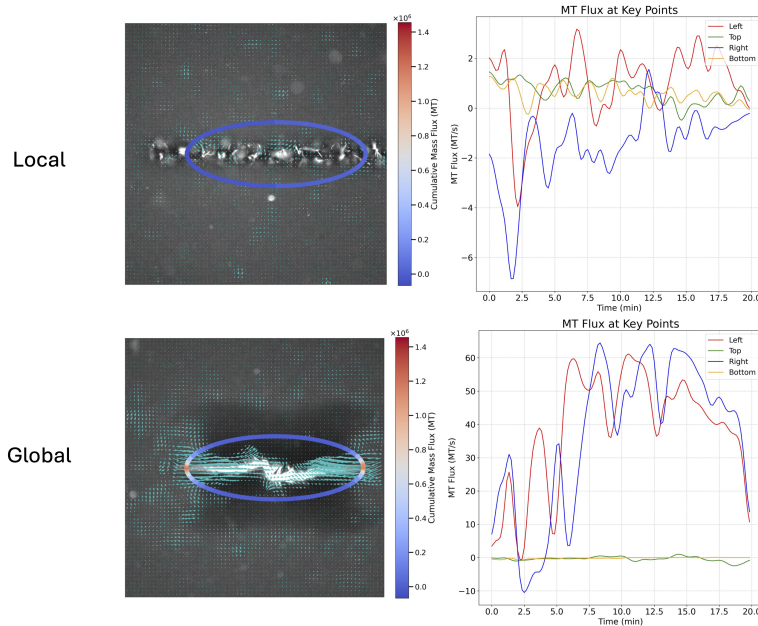 Local
×10⁶
1.4
1.2
1.0
0.8
0.6
0.4
0.2
0.0
Cumulative Mass Flux (MT)
MT Flux at Key Points
Left
Top
Right
Bottom
2
0
−2
−4
−6
MT Flux (MT/s)
0.0 2.5 5.0 7.5 10.0 12.5 15.0 17.5 20.0
Time (min)
Global
×10⁶
1.4
1.2
1.0
0.8
0.6
0.4
0.2
0.0
Cumulative Mass Flux (MT)
MT Flux at Key Points
Left
Top
Right
Bottom
60
50
40
30
20
10
0
−10
MT Flux (MT/s)
0.0 2.5 5.0 7.5 10.0 12.5 15.0 17.5 20.0
Time (min)